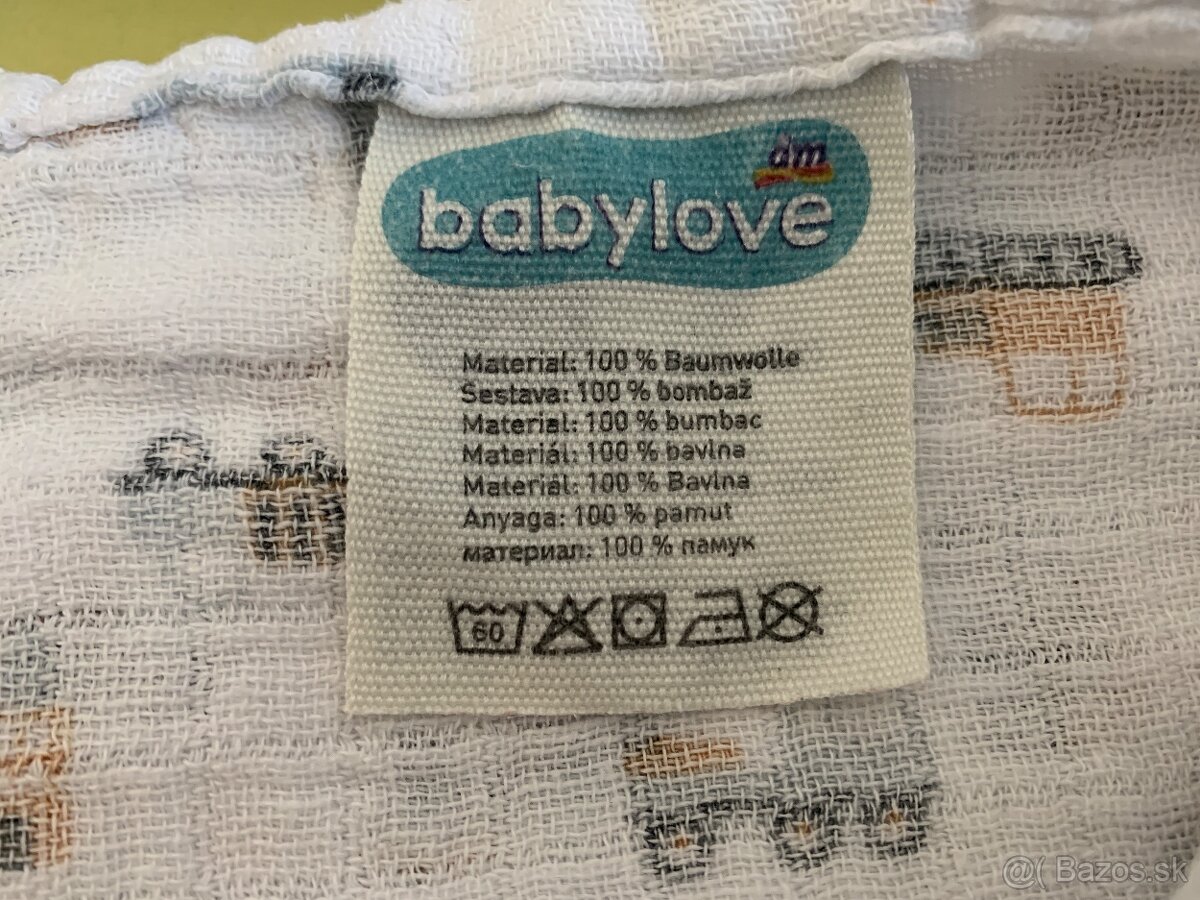 dm
babylove
Material: 100 % Baumwolle
Sestava: 100 % bombaž
Material: 100 % bumbac
Materiál: 100 % bavlna
Materiál: 100 % Bavlna
Anyaga: 100 % pamut
материал: 100 % памук
60
@( Bazos.sk